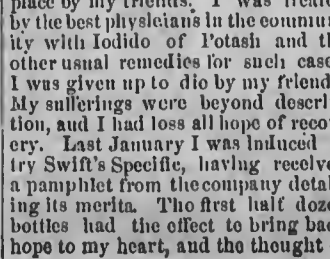 place by my friends. I was treate
by the best physicians in the commun
ity with Iodide of Potash and th
other usual remedies for such case
I was given up to die by my friend
My sufferings were beyond descri
tion, and I had loss all hope of reco
ery. Last January I was induced
try Swift's Specific, having receive
a pamphlet from the company detai
ing its merits. The first half doze
bottles had the effect to bring bac
hope to my heart, and the thought